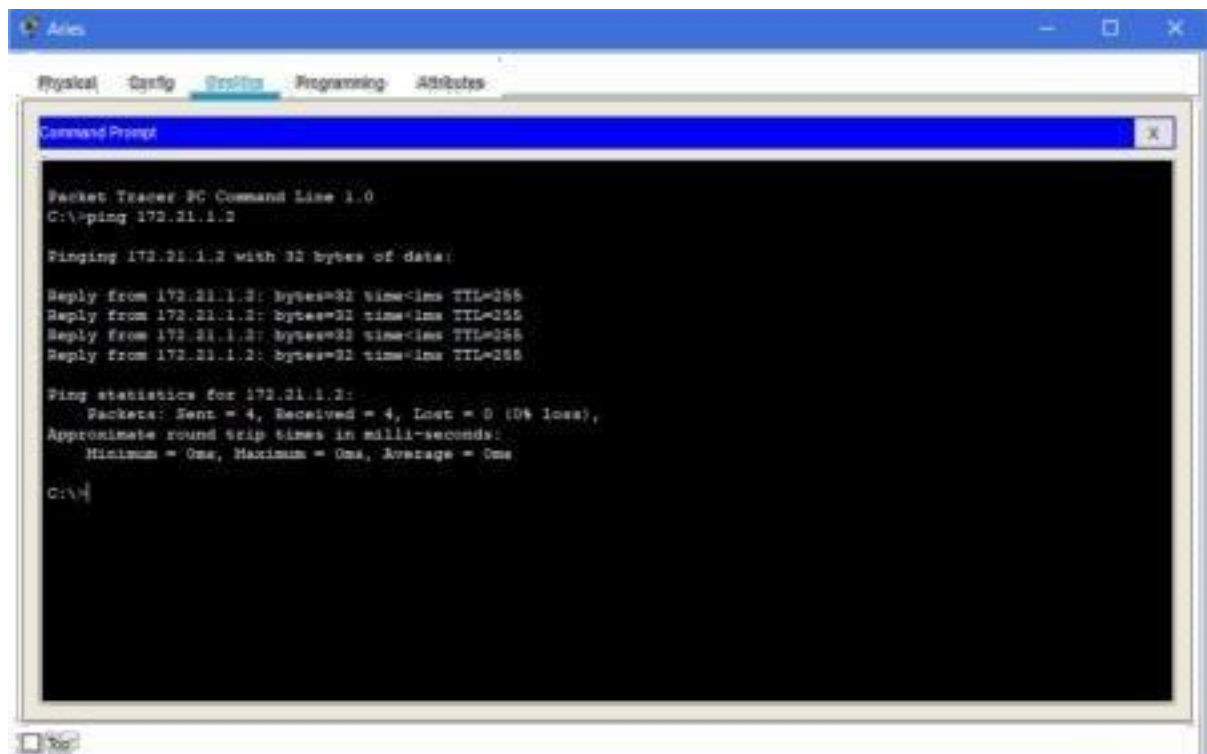 Aries
Physical Config Desktop Programming Attributes
Command Prompt
X
Packet Tracer PC Command Line 1.0
C:\>ping 172.21.1.2
Pinging 172.21.1.2 with 32 bytes of data:
Reply from 172.21.1.2: bytes=32 time<1ms TTL=255
Reply from 172.21.1.2: bytes=32 time<1ms TTL=255
Reply from 172.21.1.2: bytes=32 time<1ms TTL=255
Reply from 172.21.1.2: bytes=32 time<1ms TTL=255
Ping statistics for 172.21.1.2:
Packets: Sent = 4, Received = 4, Lost = 0 (0% loss),
Approximate round trip times in milli-seconds:
Minimum = 0ms, Maximum = 0ms, Average = 0ms
C:\>
Top